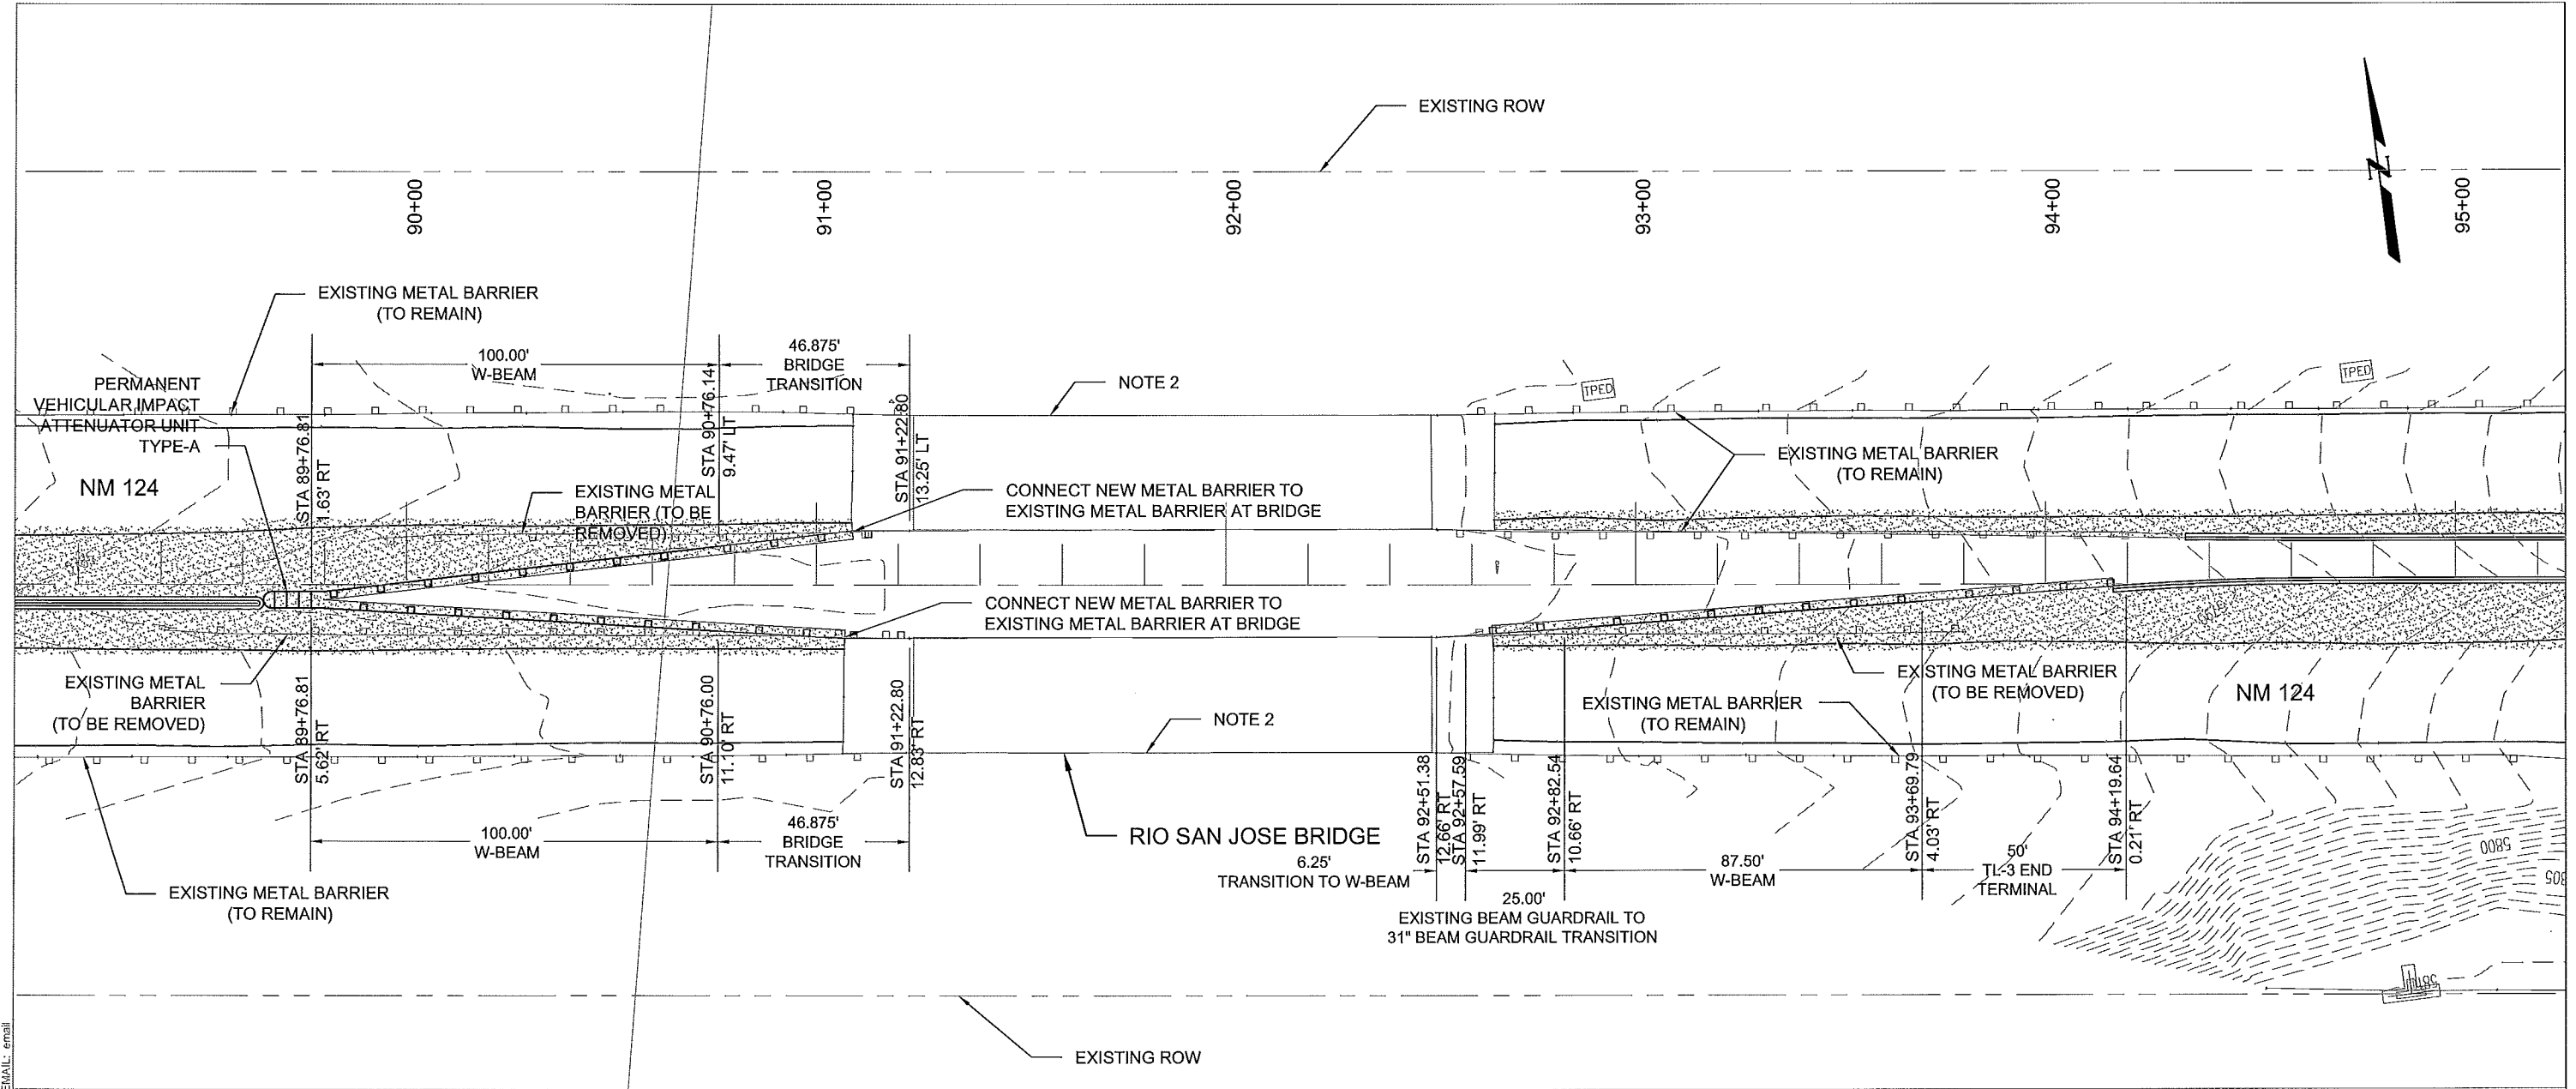 EXISTING ROW
90+00
91+00
92+00
93+00
94+00
95+00
N
EXISTING METAL BARRIER
(TO REMAIN)
100.00'
W-BEAM
46.875'
BRIDGE
TRANSITION
PERMANENT
VEHICULAR IMPACT
ATTENUATOR UNIT
TYPE-A
NOTE 2
TPED
TPED
STA 89+76.81
1.63' RT
STA 90+76.14
9.47' LT
STA 91+22.80
13.25' LT
NM 124
EXISTING METAL
BARRIER (TO BE
REMOVED)
CONNECT NEW METAL BARRIER TO
EXISTING METAL BARRIER AT BRIDGE
EXISTING METAL BARRIER
(TO REMAIN)
CONNECT NEW METAL BARRIER TO
EXISTING METAL BARRIER AT BRIDGE
EXISTING METAL
BARRIER
(TO BE REMOVED)
STA 89+76.81
5.62' RT
STA 90+76.00
11.10' RT
STA 91+22.80
12.83' RT
NOTE 2
EXISTING METAL BARRIER
(TO BE REMOVED)
EXISTING METAL BARRIER
(TO REMAIN)
NM 124
STA 92+51.38
12.66' RT
STA 92+57.59
11.99' RT
STA 92+82.54
10.66' RT
STA 93+69.79
4.03' RT
STA 94+19.64
0.21' RT
100.00'
W-BEAM
46.875'
BRIDGE
TRANSITION
RIO SAN JOSE BRIDGE
6.25'
TRANSITION TO W-BEAM
25.00'
EXISTING BEAM GUARDRAIL TO
31" BEAM GUARDRAIL TRANSITION
87.50'
W-BEAM
50'
TL-3 END
TERMINAL
5800
EXISTING METAL BARRIER
(TO REMAIN)
EXISTING ROW
EMAIL: email